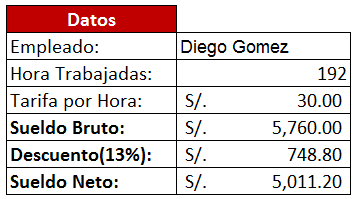 Datos
Empleado: Diego Gomez
Hora Trabajadas: 192
Tarifa por Hora: S/. 30.00
Sueldo Bruto: S/. 5,760.00
Descuento(13%): S/. 748.80
Sueldo Neto: S/. 5,011.20